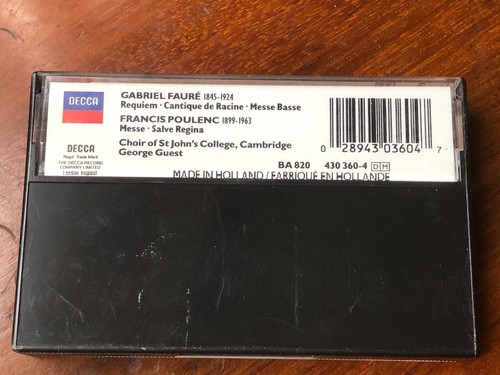 DECCA
GABRIEL FAURÉ 1845-1924
Requiem · Cantique de Racine · Messe Basse
FRANCIS POULENC 1899-1963
Messe · Salve Regina
Choir of St John's College, Cambridge
George Guest
DECCA
Regd Trade Mark
THE DECCA RECORD
COMPANY LIMITED
London England
BA 820 430 360-4 DM
MADE IN HOLLAND / FABRIQUÉ EN HOLLANDE
0 28943 03604 7